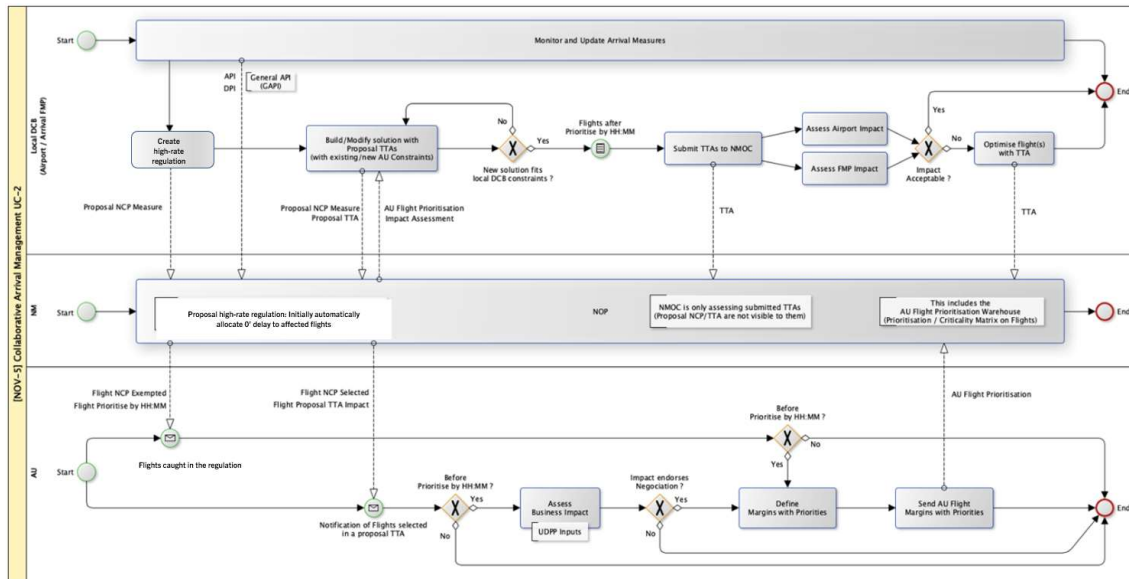 [NOV-5] Collaborative Arrival Management UC-2
Local DCB
(Airport / Arrival FMP)
Start
Monitor and Update Arrival Measures
End
API
DPI
General API
(GAPI)
Create
high-rate
regulation
Build/Modify solution with
Proposal TTAs
(with existing/new AU Constraints)
No
Yes
New solution fits
local DCB constraints ?
Flights after
Prioritise by HH:MM
Submit TTAs to NMOC
Assess Airport Impact
Assess FMP Impact
Yes
No
Impact
Acceptable ?
Optimise flight(s)
with TTA
Proposal NCP Measure
Proposal NCP Measure
Proposal TTA
AU Flight Prioritisation
Impact Assessment
TTA
TTA
NM
Start
Proposal high-rate regulation: Initially automatically
allocate 0' delay to affected flights
NOP
NMOC is only assessing submitted TTAs
(Proposal NCP/TTA are not visible to them)
This includes the
AU Flight Prioritisation Warehouse
(Prioritisation / Criticality Matrix on Flights)
End
AU
Flight NCP Exempted
Flight Prioritise by HH:MM
Flight NCP Selected
Flight Proposal TTA Impact
AU Flight Prioritisation
Start
Flights caught in the regulation
Before
Prioritise by HH:MM ?
No
Yes
Notification of Flights selected
in a proposal TTA
Before
Prioritise by HH:MM ?
Yes
No
Assess
Business Impact
UDPP Inputs
Impact endorses
Negociation ?
Yes
No
Define
Margins with Priorities
Send AU Flight
Margins with Priorities
End